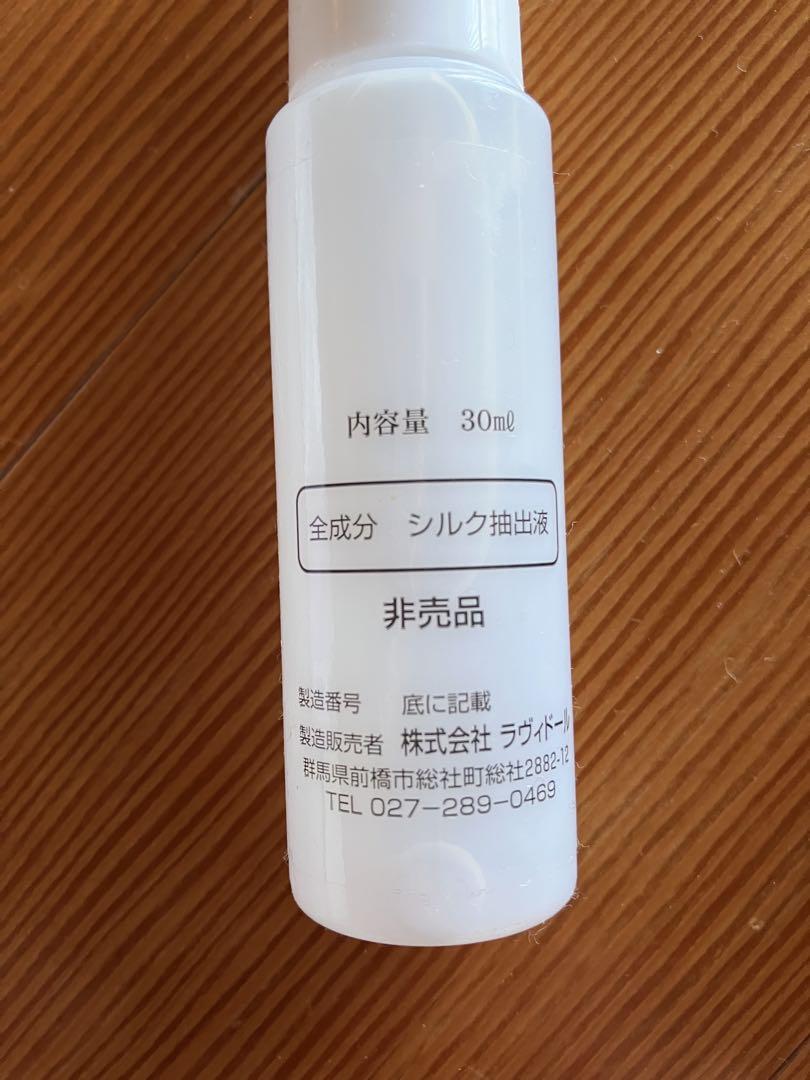 内容量 30㎖
全成分 シルク抽出液
非売品
製造番号 底に記載
製造販売者 株式会社 ラヴィドール
群馬県前橋市総社町総社2882-12
TEL 027-289-0469